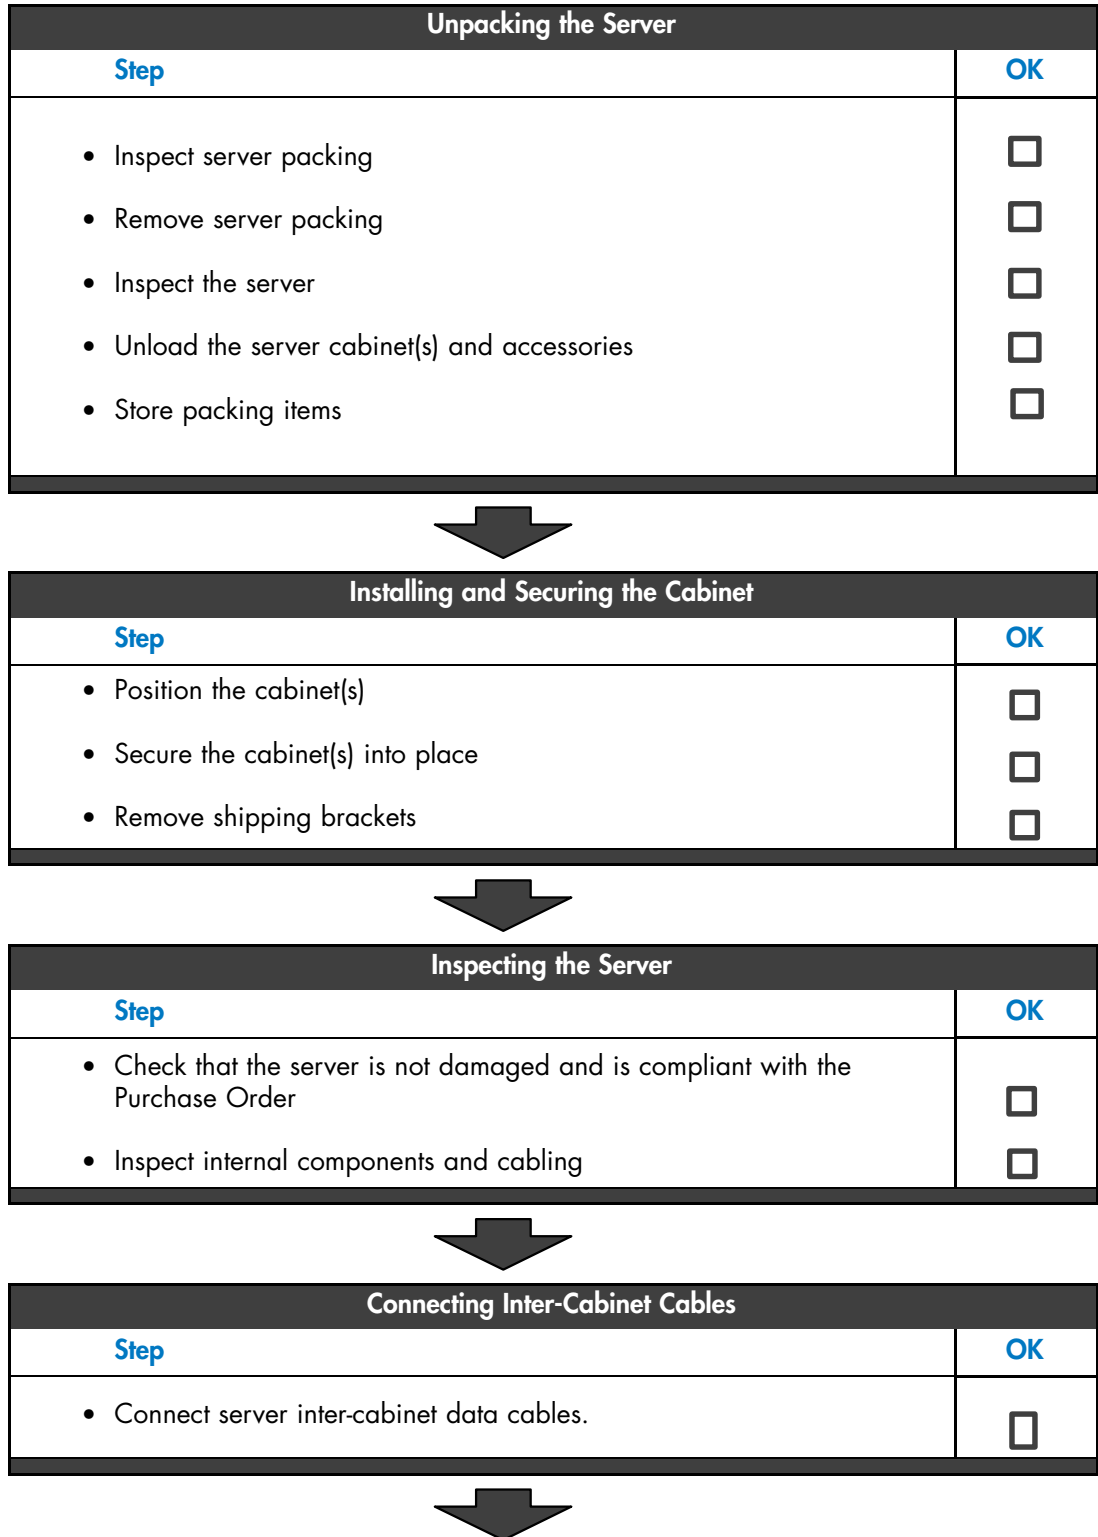 Unpacking the Server
Step OK
• Inspect server packing
• Remove server packing
• Inspect the server
• Unload the server cabinet(s) and accessories
• Store packing items
Installing and Securing the Cabinet
Step OK
• Position the cabinet(s)
• Secure the cabinet(s) into place
• Remove shipping brackets
Inspecting the Server
Step OK
• Check that the server is not damaged and is compliant with the
Purchase Order
• Inspect internal components and cabling
Connecting Inter-Cabinet Cables
Step OK
• Connect server inter-cabinet data cables.